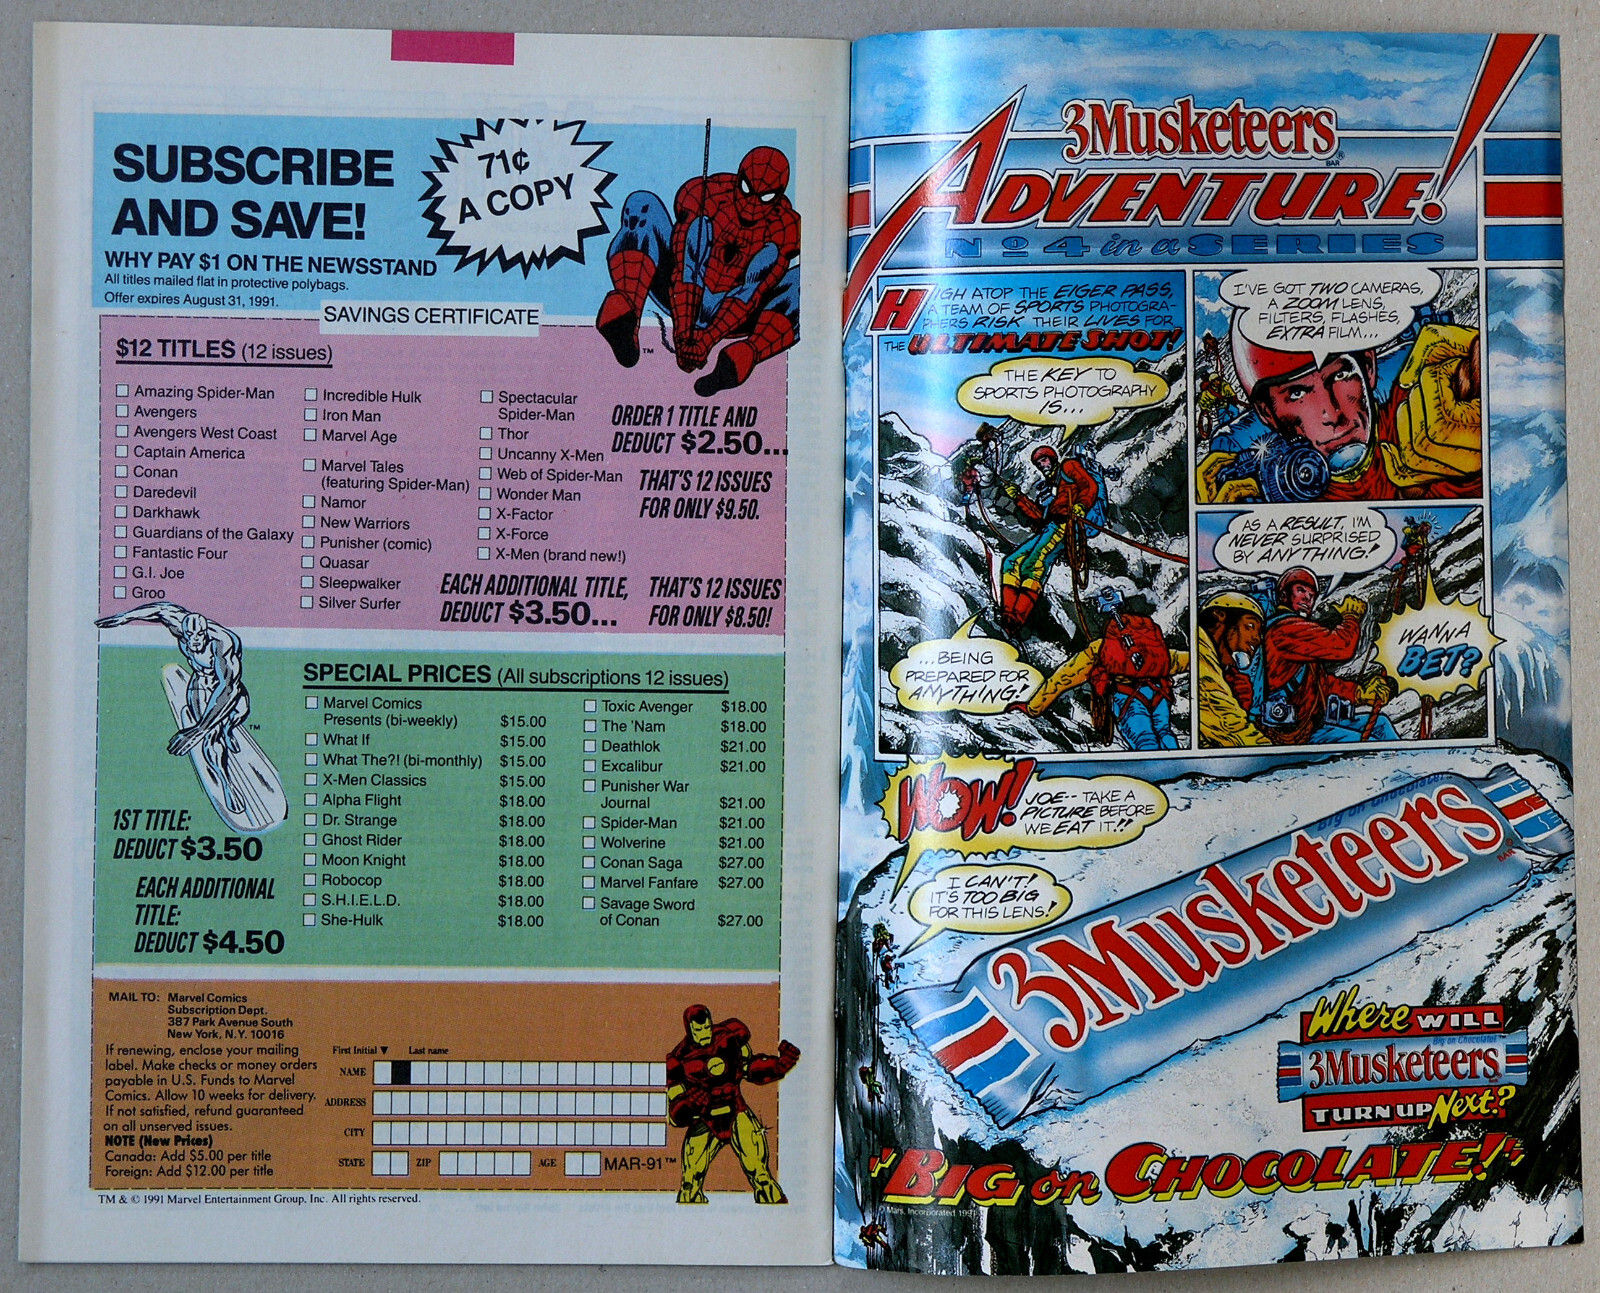 SUBSCRIBE
AND SAVE!
71¢
A COPY
WHY PAY $1 ON THE NEWSSTAND
All titles mailed flat in protective polybags.
Offer expires August 31, 1991.
SAVINGS CERTIFICATE
TM
$12 TITLES (12 issues)
Amazing Spider-Man
Avengers
Avengers West Coast
Captain America
Conan
Daredevil
Darkhawk
Guardians of the Galaxy
Fantastic Four
G.I. Joe
Groo
Incredible Hulk
Iron Man
Marvel Age
Marvel Tales
(featuring Spider-Man)
Namor
New Warriors
Punisher (comic)
Quasar
Sleepwalker
Silver Surfer
Spectacular
Spider-Man
Thor
Uncanny X-Men
Web of Spider-Man
Wonder Man
X-Factor
X-Force
X-Men (brand new!)
ORDER 1 TITLE AND
DEDUCT $2.50...
THAT'S 12 ISSUES
FOR ONLY $9.50.
EACH ADDITIONAL TITLE,
DEDUCT $3.50...
THAT'S 12 ISSUES
FOR ONLY $8.50!
TM
SPECIAL PRICES (All subscriptions 12 issues)
Marvel Comics
Presents (bi-weekly) $15.00
What If $15.00
What The?! (bi-monthly) $15.00
X-Men Classics $15.00
Alpha Flight $18.00
Dr. Strange $18.00
Ghost Rider $18.00
Moon Knight $18.00
Robocop $18.00
S.H.I.E.L.D. $18.00
She-Hulk $18.00
Toxic Avenger $18.00
The 'Nam $18.00
Deathlok $21.00
Excalibur $21.00
Punisher War
Journal $21.00
Spider-Man $21.00
Wolverine $21.00
Conan Saga $27.00
Marvel Fanfare $27.00
Savage Sword
of Conan $27.00
1ST TITLE:
DEDUCT $3.50
EACH ADDITIONAL
TITLE:
DEDUCT $4.50
MAIL TO: Marvel Comics
Subscription Dept.
387 Park Avenue South
New York, N.Y. 10016
If renewing, enclose your mailing
label. Make checks or money orders
payable in U.S. Funds to Marvel
Comics. Allow 10 weeks for delivery.
If not satisfied, refund guaranteed
on all unserved issues.
NOTE (New Prices)
Canada: Add $5.00 per title
Foreign: Add $12.00 per title
First Initial ▼ Last name
NAME
ADDRESS
CITY
STATE ZIP AGE MAR-91™
TM & © 1991 Marvel Entertainment Group, Inc. All rights reserved.
3Musketeers®
BAR
ADVENTURE!
Nº 4 in a SERIES
HIGH ATOP THE EIGER PASS,
A TEAM OF SPORTS PHOTOGRA-
PHERS RISK THEIR LIVES FOR
THE ULTIMATE SHOT!
THE KEY TO
SPORTS PHOTOGRAPHY
IS...
...BEING
PREPARED FOR
ANYTHING!
I'VE GOT TWO CAMERAS,
A ZOOM LENS,
FILTERS, FLASHES,
EXTRA FILM...
AS A RESULT, I'M
NEVER SURPRISED
BY ANYTHING!
WANNA
BET?
WOW! JOE-- TAKE A
PICTURE BEFORE
WE EAT IT!!
I CAN'T!
IT'S TOO BIG
FOR THIS LENS!
Big on Chocolate!
3Musketeers®
BAR
Where WILL
Big on Chocolate!
3Musketeers®
BAR
TURN UP Next?
"BIG on CHOCOLATE!"